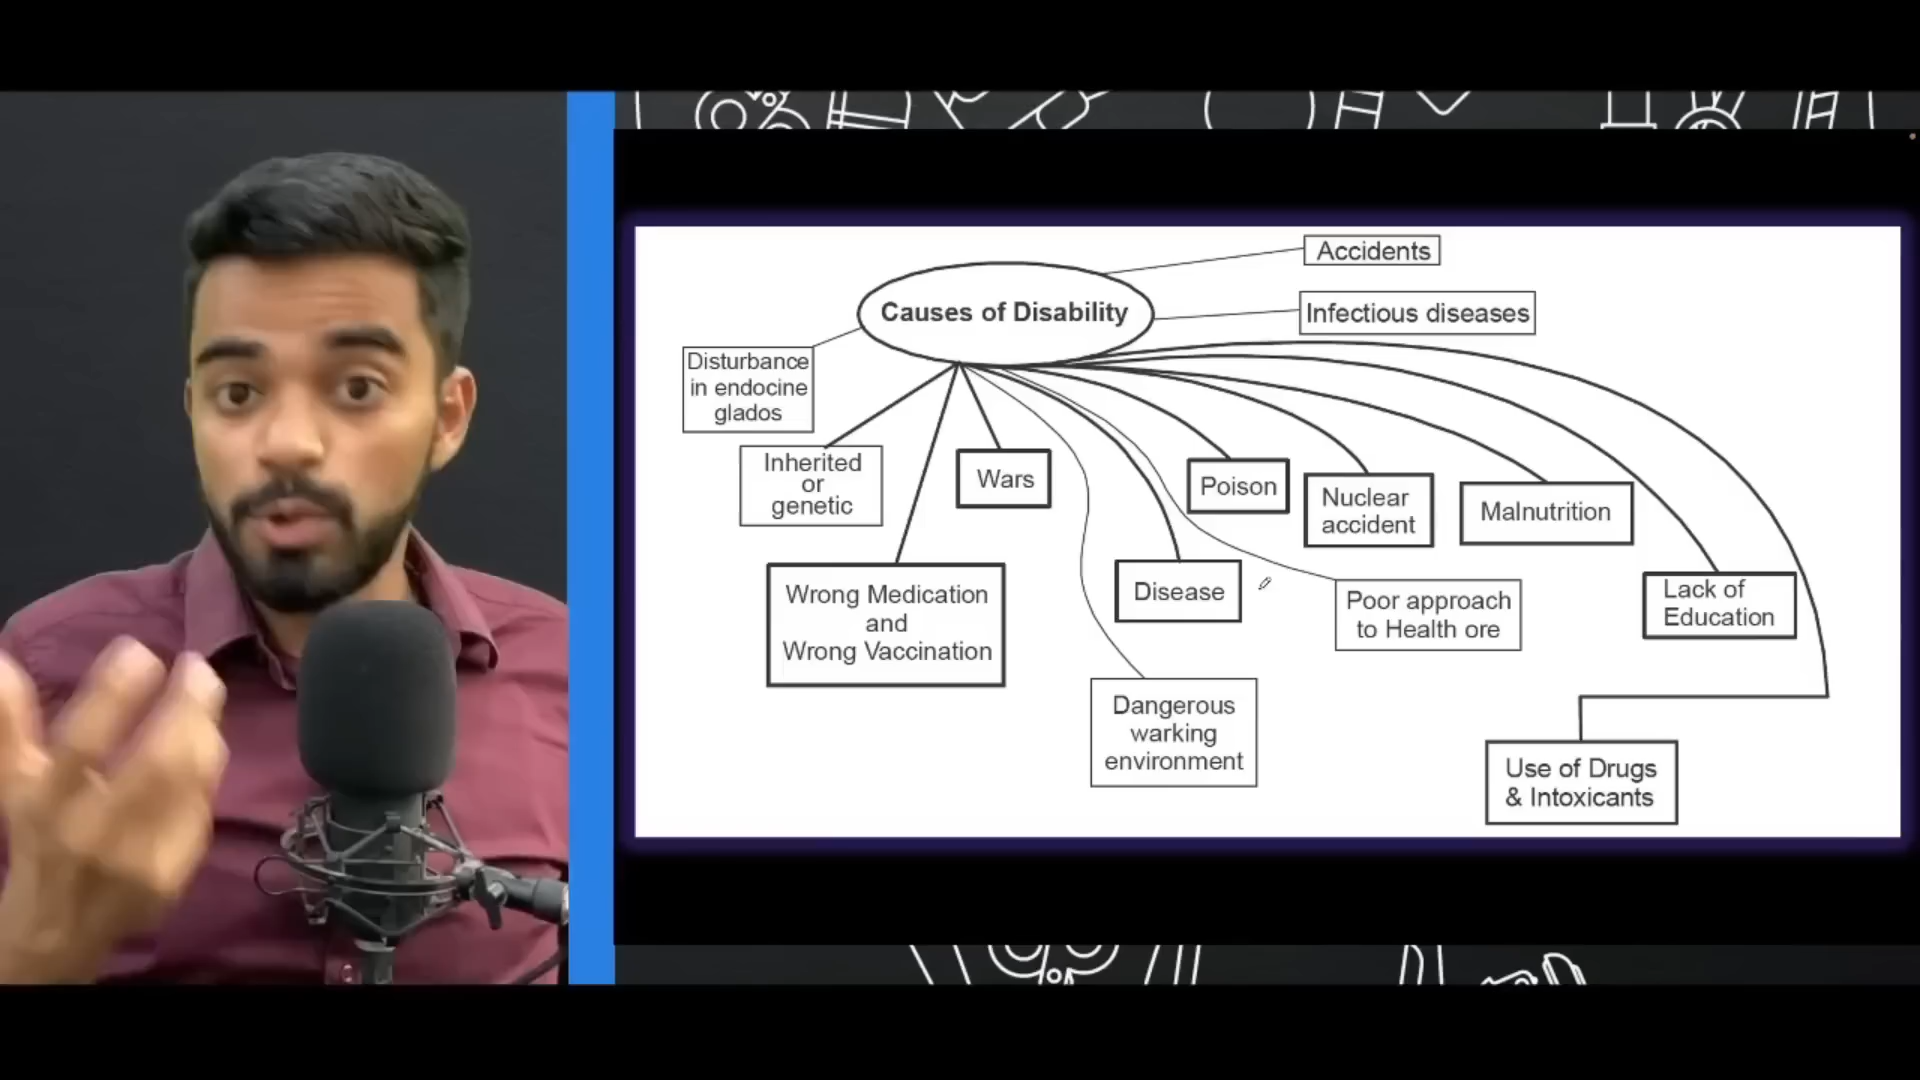 Accidents
Causes of Disability
Infectious diseases
Disturbance
in endocine
glados
Inherited
or
genetic
Wars
Poison
Nuclear
accident
Malnutrition
Wrong Medication
and
Wrong Vaccination
Disease
Poor approach
to Health ore
Lack of
Education
Dangerous
warking
environment
Use of Drugs
& Intoxicants